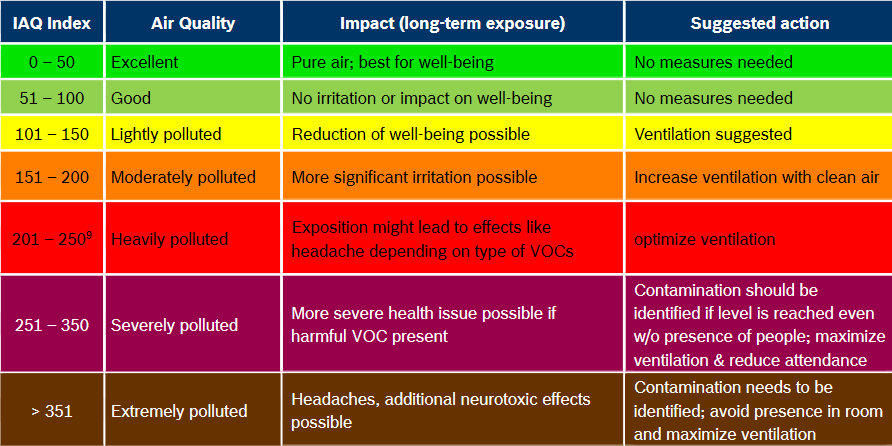 IAQ Index Air Quality Impact (long-term exposure) Suggested action
0 – 50 Excellent Pure air; best for well-being No measures needed
51 – 100 Good No irritation or impact on well-being No measures needed
101 – 150 Lightly polluted Reduction of well-being possible Ventilation suggested
151 – 200 Moderately polluted More significant irritation possible Increase ventilation with clean air
201 – 250⁹ Heavily polluted Exposition might lead to effects like
headache depending on type of VOCs
optimize ventilation
251 – 350 Severely polluted More severe health issue possible if
harmful VOC present
Contamination should be
identified if level is reached even
w/o presence of people; maximize
ventilation & reduce attendance
> 351 Extremely polluted Headaches, additional neurotoxic effects
possible
Contamination needs to be
identified; avoid presence in room
and maximize ventilation